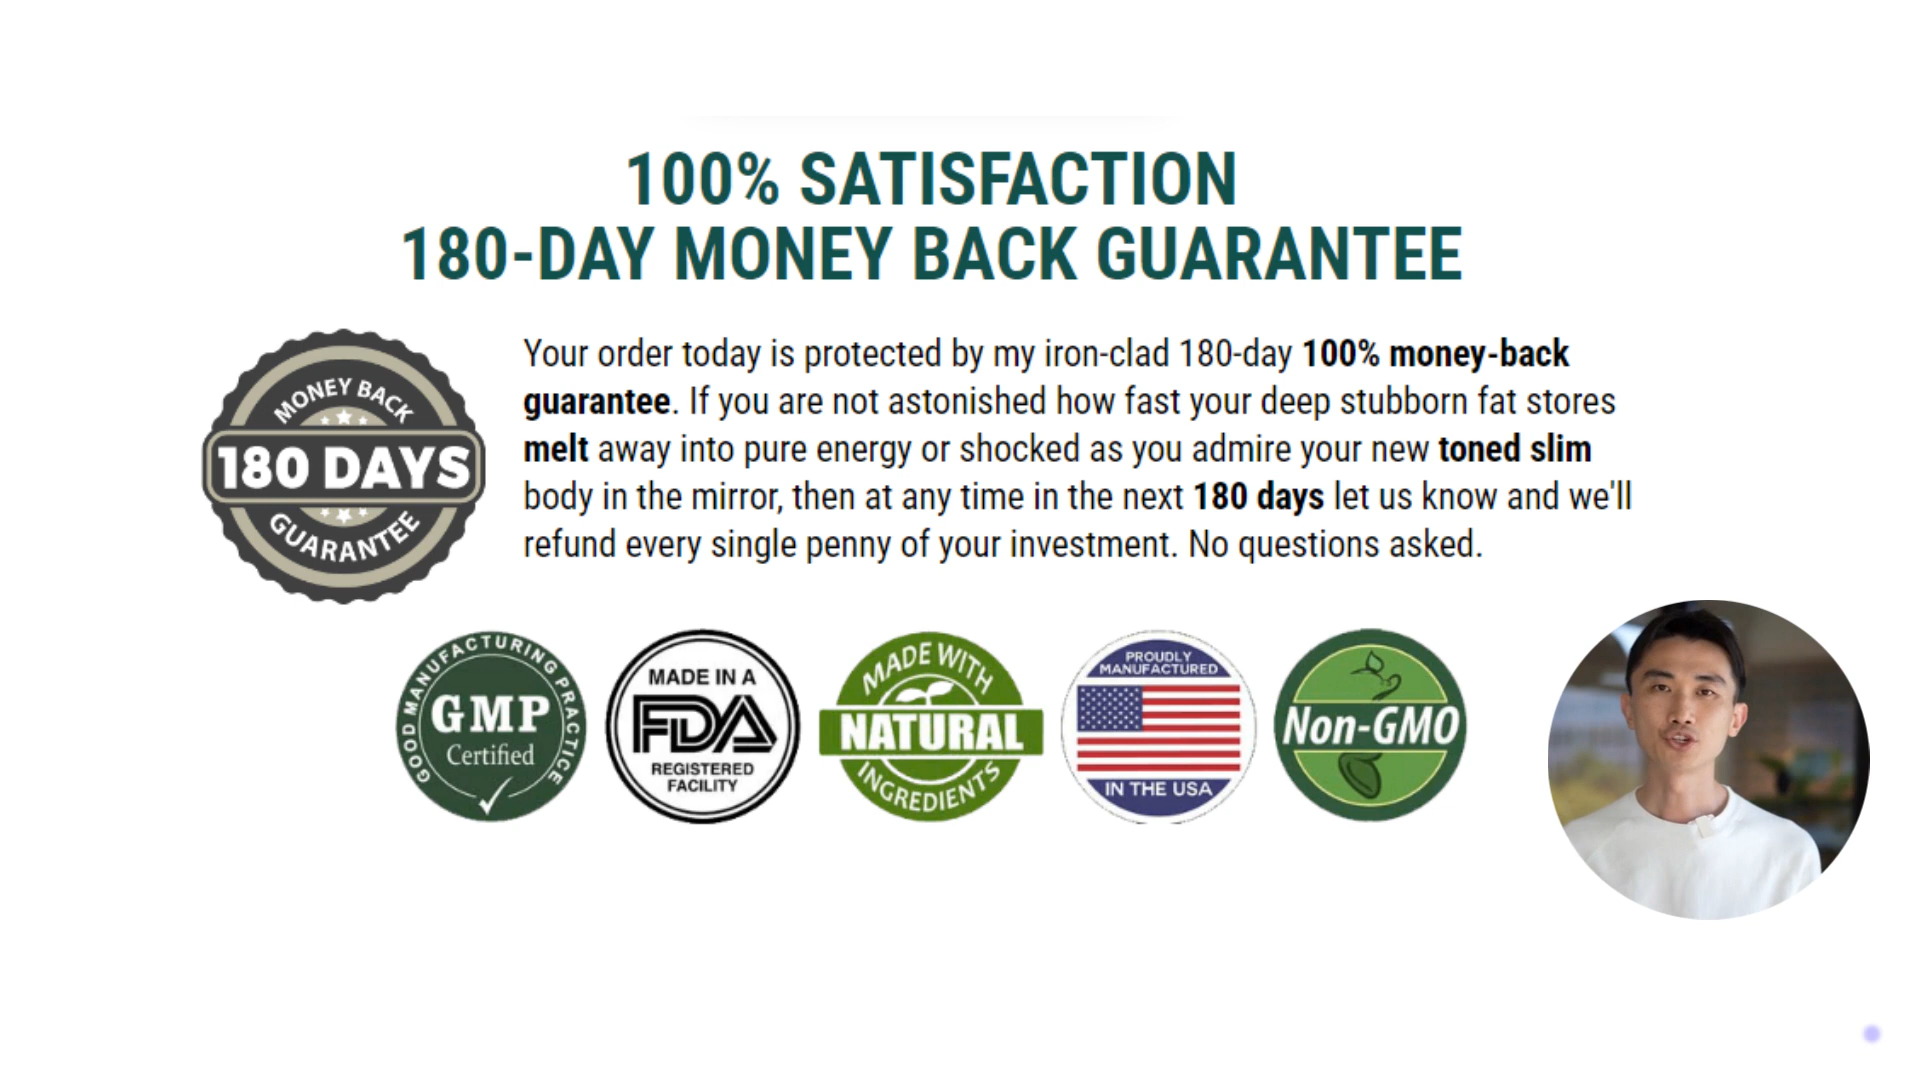 100% SATISFACTION
180-DAY MONEY BACK GUARANTEE
MONEY BACK
180 DAYS
GUARANTEE
Your order today is protected by my iron-clad 180-day 100% money-back
guarantee. If you are not astonished how fast your deep stubborn fat stores
melt away into pure energy or shocked as you admire your new toned slim
body in the mirror, then at any time in the next 180 days let us know and we'll
refund every single penny of your investment. No questions asked.
GOOD MANUFACTURING PRACTICE
GMP
Certified
MADE IN A
FDA
REGISTERED
FACILITY
MADE WITH
NATURAL
INGREDIENTS
PROUDLY
MANUFACTURED
IN THE USA
Non-GMO